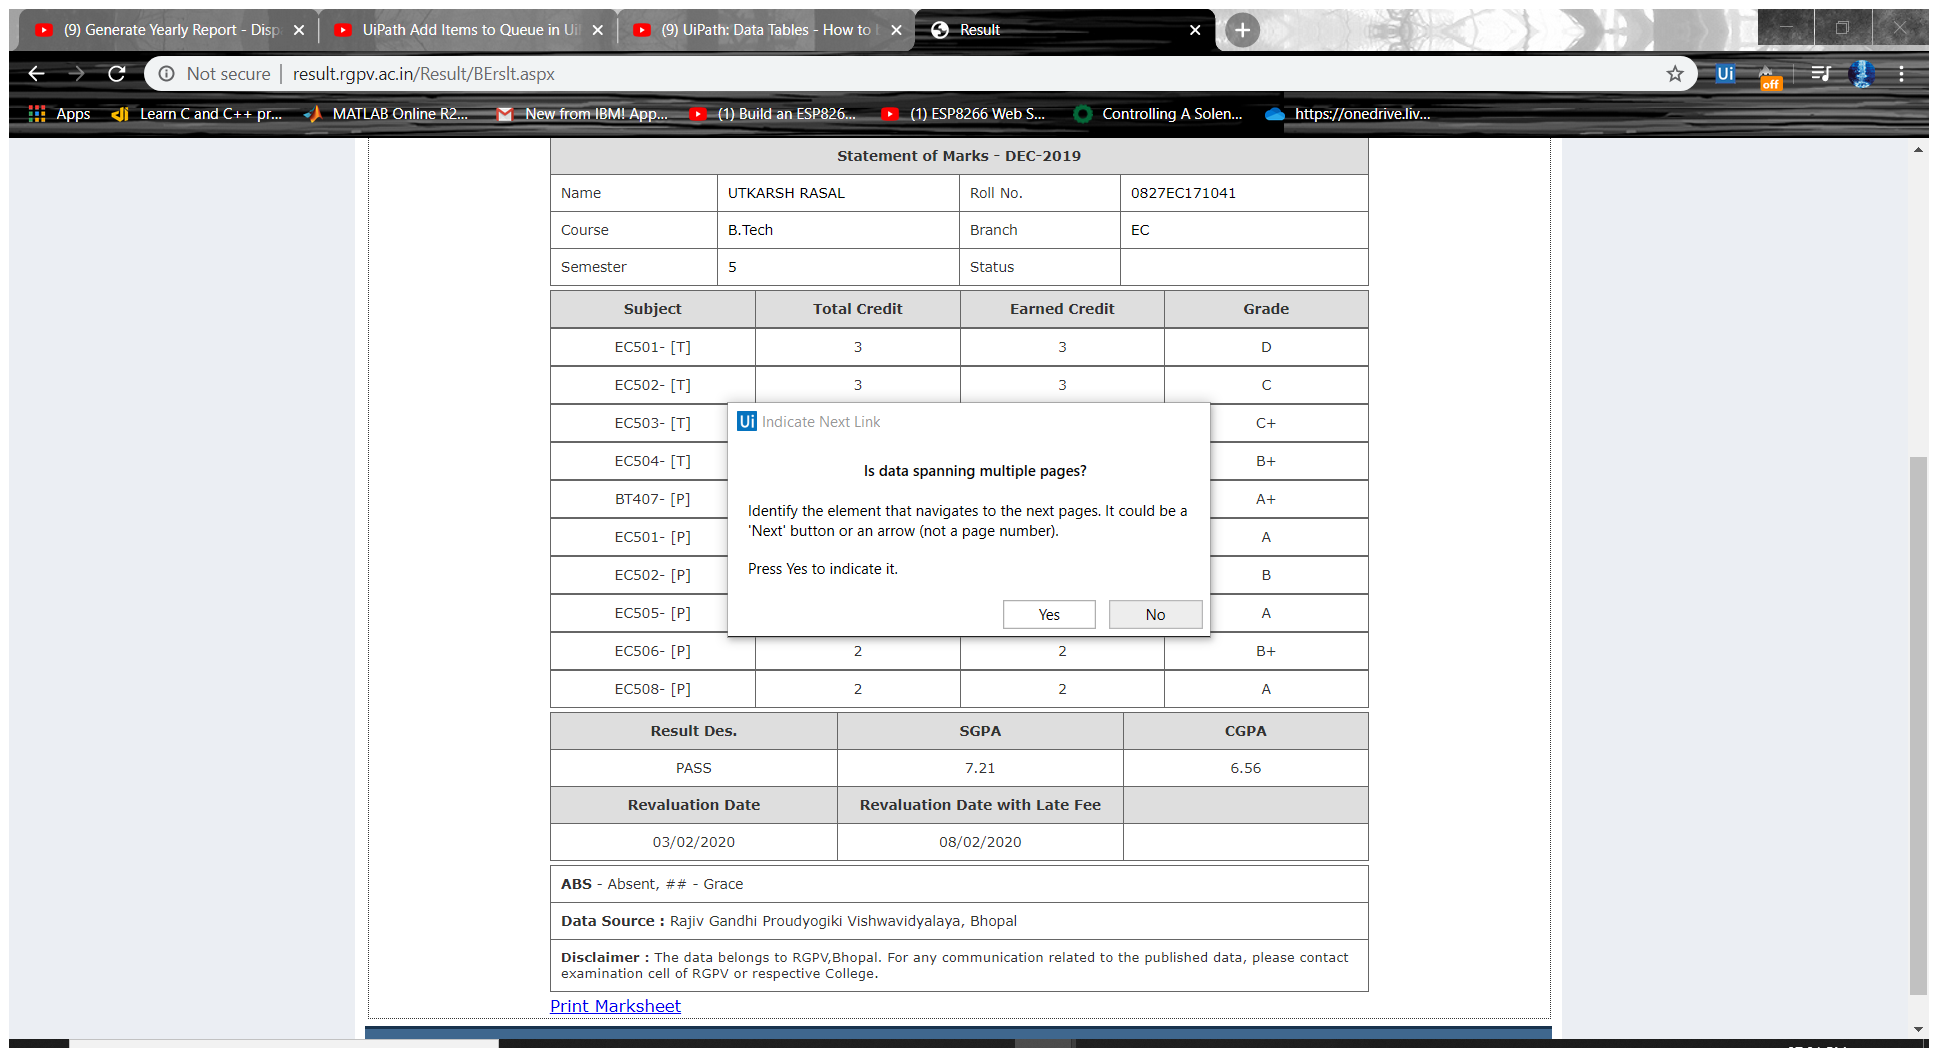 (9) Generate Yearly Report - Disp
UiPath Add Items to Queue in Ui
(9) UiPath: Data Tables - How to
Result
Not secure | result.rgpv.ac.in/Result/BErslt.aspx
Ui
off
Apps
Learn C and C++ pr...
MATLAB Online R2...
New from IBM! App...
(1) Build an ESP826...
(1) ESP8266 Web S...
Controlling A Solen...
https://onedrive.liv...
Statement of Marks - DEC-2019
Name UTKARSH RASAL Roll No. 0827EC171041
Course B.Tech Branch EC
Semester 5 Status
Subject Total Credit Earned Credit Grade
EC501- [T] 3 3 D
EC502- [T] 3 3 C
EC503- [T] C+
EC504- [T] B+
BT407- [P] A+
EC501- [P] A
EC502- [P] B
EC505- [P] A
EC506- [P] 2 2 B+
EC508- [P] 2 2 A
Ui Indicate Next Link
Is data spanning multiple pages?
Identify the element that navigates to the next pages. It could be a
'Next' button or an arrow (not a page number).
Press Yes to indicate it.
Yes No
Result Des. SGPA CGPA
PASS 7.21 6.56
Revaluation Date Revaluation Date with Late Fee
03/02/2020 08/02/2020
ABS - Absent, ## - Grace
Data Source : Rajiv Gandhi Proudyogiki Vishwavidyalaya, Bhopal
Disclaimer : The data belongs to RGPV,Bhopal. For any communication related to the published data, please contact
examination cell of RGPV or respective College.
Print Marksheet